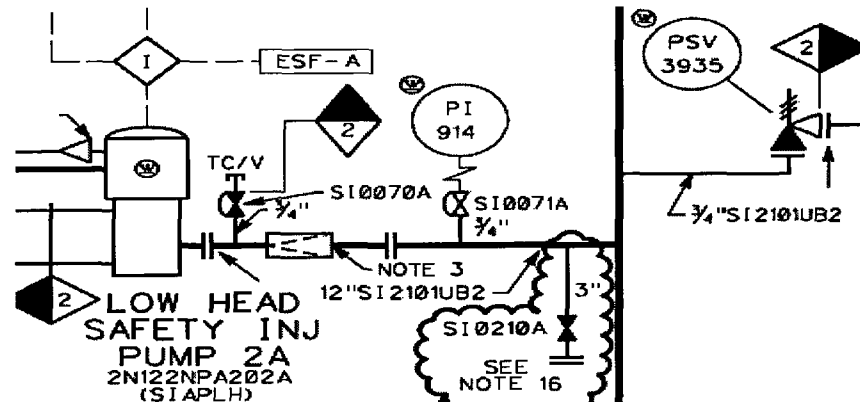 I
ESF-A
W
PSV
3935
2
W
PI
914
2
W
TC/V
SI0070A
3/4"
SI0071A
3/4"
3/4"SI2101UB2
NOTE 3
12"SI2101UB2
3"
2
LOW HEAD
SAFETY INJ
PUMP 2A
2N122NPA202A
(SIAPLH)
SI0210A
SEE
NOTE 16